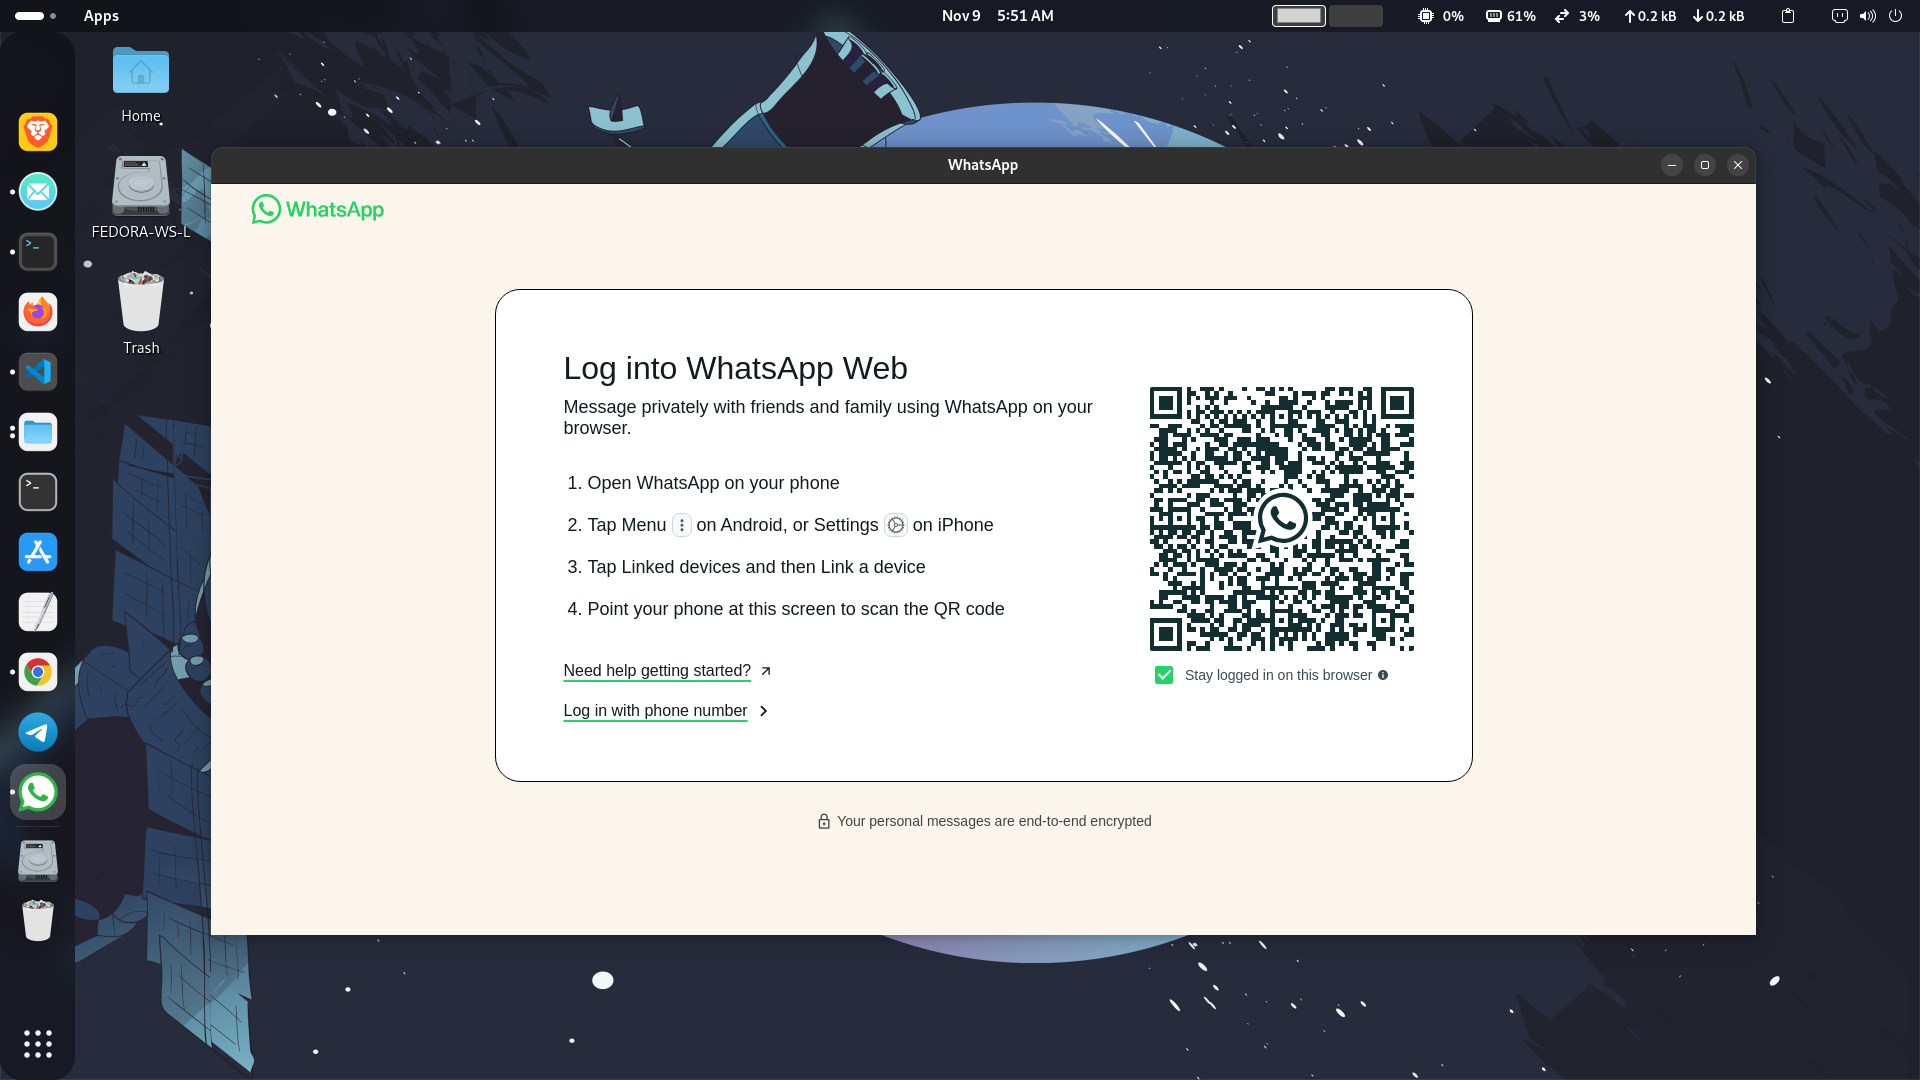 Apps
Nov 9 5:51 AM
0%
61%
3%
0.2 kB
0.2 kB
Home
FEDORA-WS-L
Trash
WhatsApp
WhatsApp
Log into WhatsApp Web
Message privately with friends and family using WhatsApp on your
browser.
1. Open WhatsApp on your phone
2. Tap Menu on Android, or Settings on iPhone
3. Tap Linked devices and then Link a device
4. Point your phone at this screen to scan the QR code
Need help getting started?
Log in with phone number
Stay logged in on this browser
Your personal messages are end-to-end encrypted